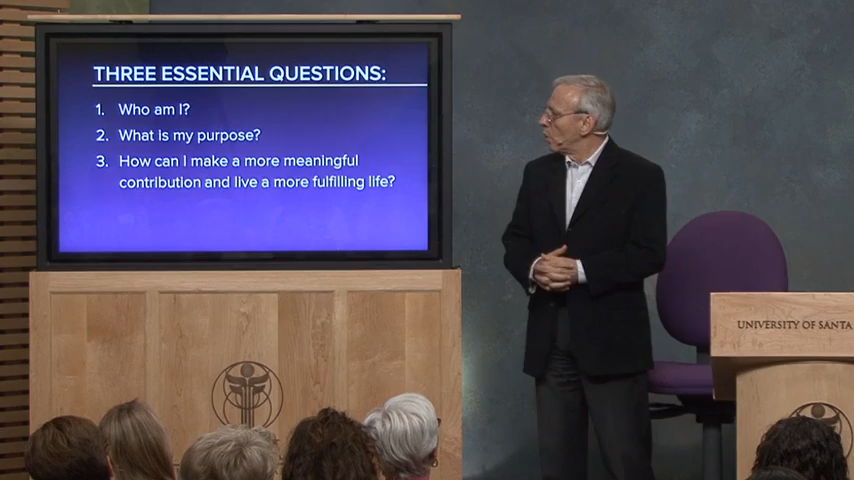 THREE ESSENTIAL QUESTIONS:
1. Who am I?
2. What is my purpose?
3. How can I make a more meaningful
contribution and live a more fulfilling life?
UNIVERSITY OF SANTA